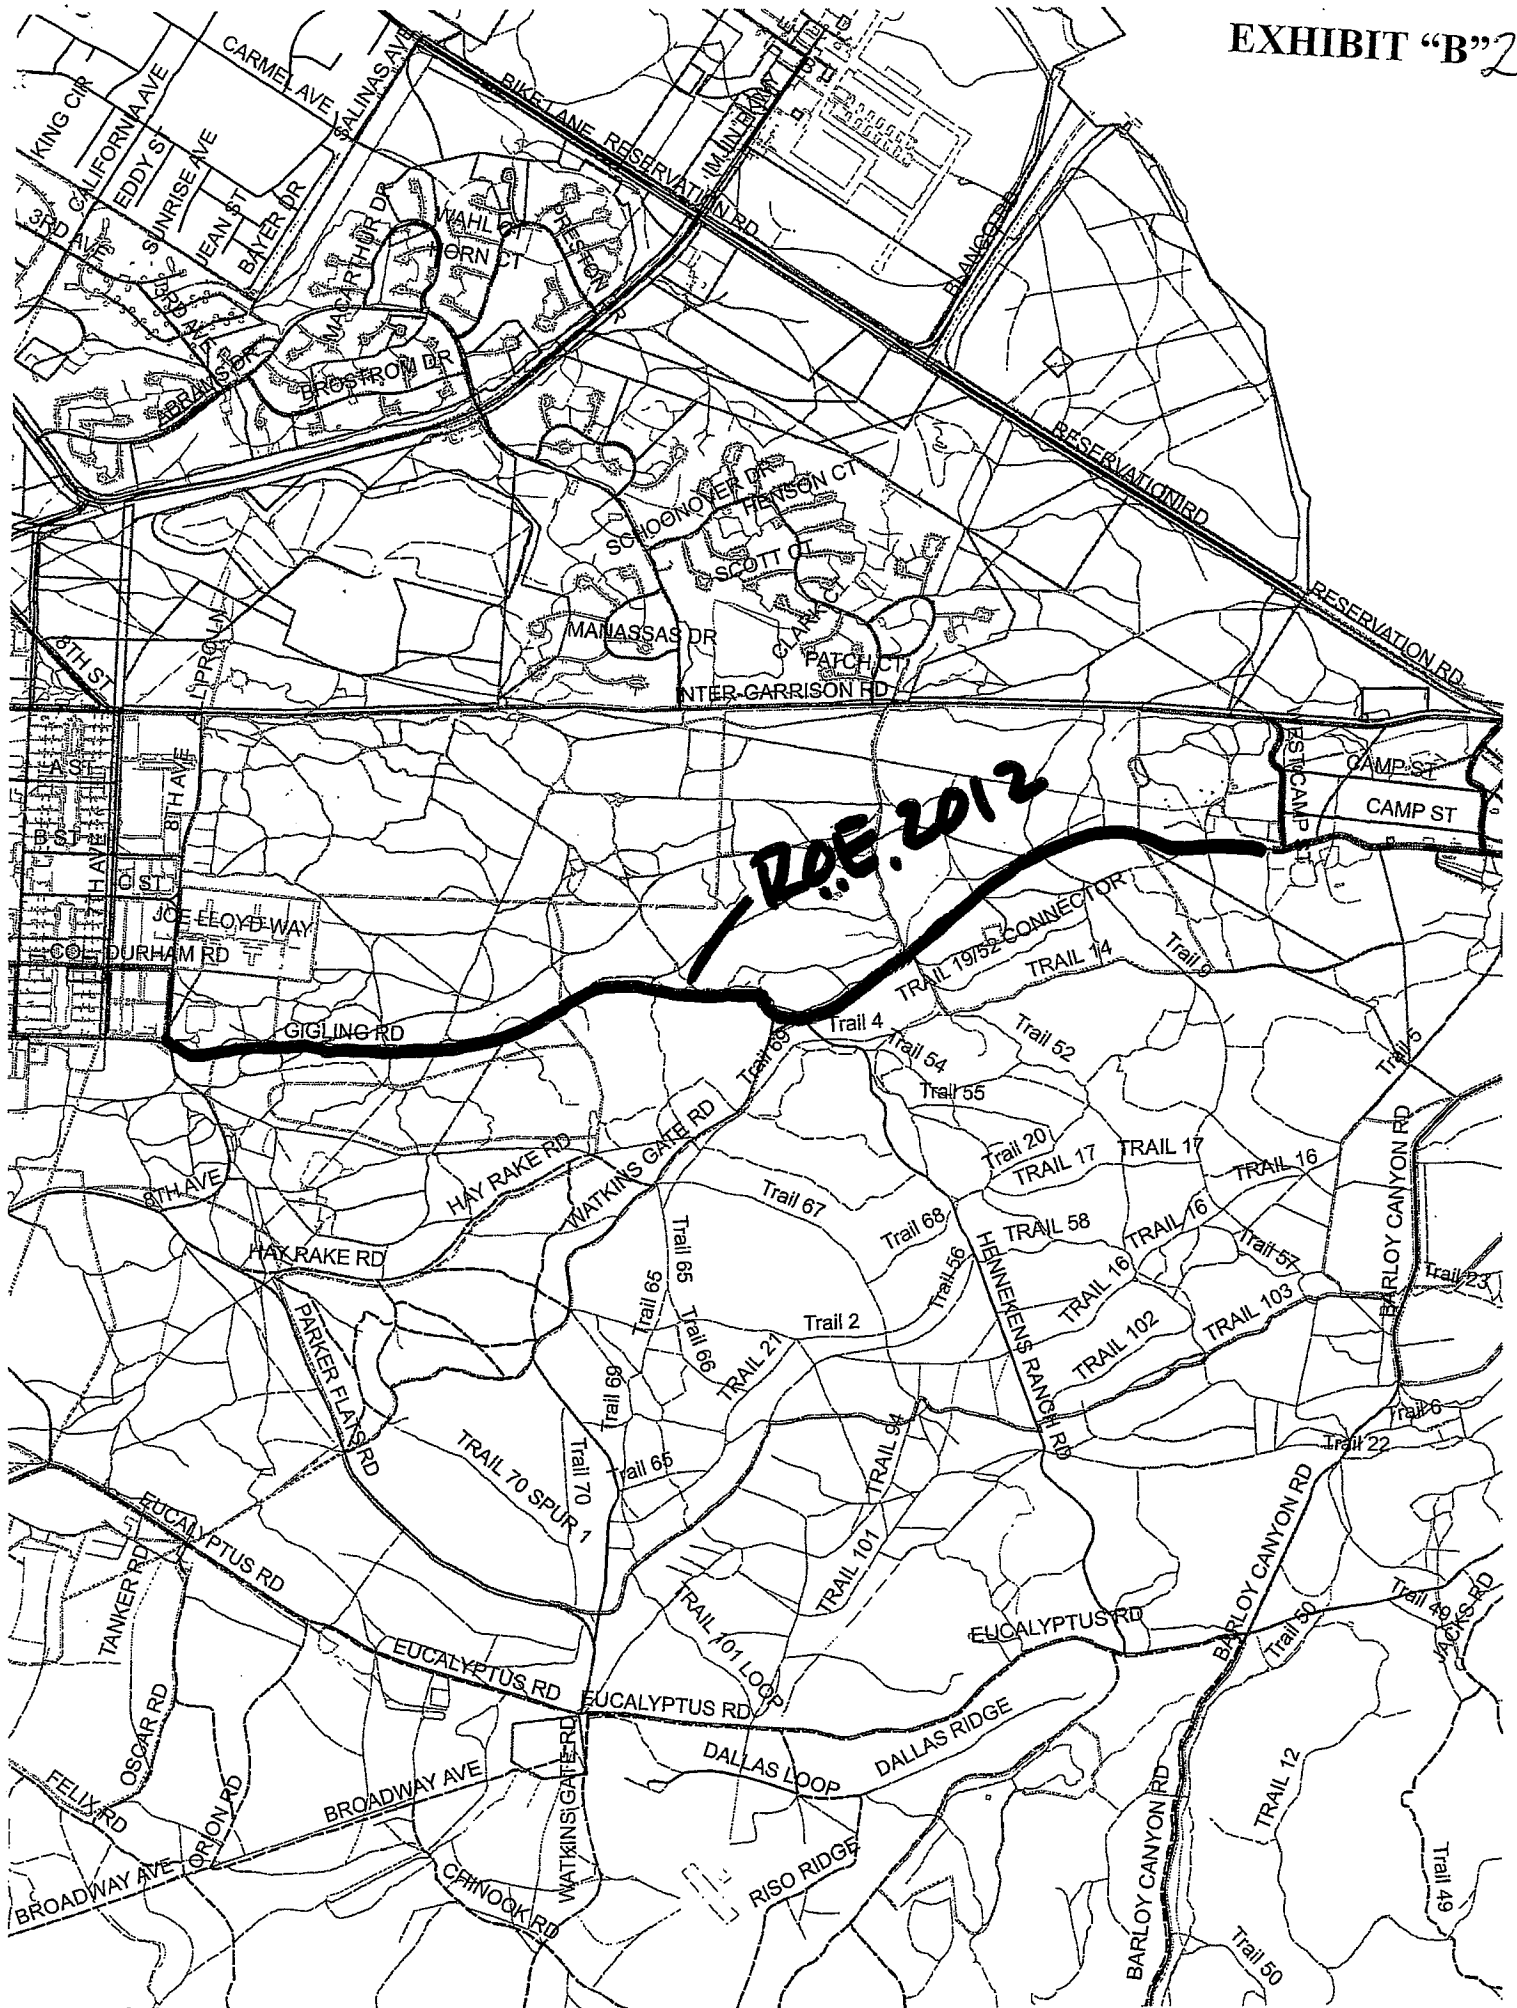 EXHIBIT “B”2
CARMEL AVE
SALINAS AVE
KING CIR
CALIFORNIA AVE
EDDY ST
SUNRISE AVE
JEAN ST
BAYER DR
3RD AVE
3RD AVE
BIKE LANE
RESERVATION RD
IMJIN PKWY
BLANCO RD
MACARTHUR DR
WAHL CT
HORN CT
PRESTON DR
ABRAMS DR
BROSTROM DR
RESERVATION RD
RESERVATION RD
SCHOONOVER DR
HENSON CT
SCOTT CT
CLARK CT
MANASSAS DR
PATCH CT
INTER-GARRISON RD
8TH ST
A ST
B ST
C ST
8TH AVE
JOE LLOYD WAY
COL DURHAM RD
GIGLING RD
R.O.E. 2012
CAMP ST
CAMP ST
TRAIL 19/52 CONNECTOR
TRAIL 14
Trail 9
Trail 4
Trail 69
Trail 54
Trail 52
Trail 55
Trail 5
Trail 20
TRAIL 17
TRAIL 17
TRAIL 16
BARLOY CANYON RD
8TH AVE
HAY RAKE RD
WATKINS GATE RD
Trail 67
Trail 68
TRAIL 58
TRAIL 16
Trail 57
HAY RAKE RD
Trail 65
Trail 65
Trail 56
HENNEKENS RANCH RD
TRAIL 16
TRAIL 103
Trail 23
PARKER FLATS RD
Trail 66
Trail 2
TRAIL 21
TRAIL 102
Trail 69
Trail 6
Trail 22
TRAIL 70 SPUR 1
Trail 70
Trail 65
TRAIL 94
BARLOY CANYON RD
EUCALYPTUS RD
TANKER RD
TRAIL 101
TRAIL 101 LOOP
EUCALYPTUS RD
Trail 50
Trail 49
JACKS RD
EUCALYPTUS RD
EUCALYPTUS RD
OSCAR RD
DALLAS RIDGE
DALLAS LOOP
WATKINS GATE RD
BROADWAY AVE
FELIX RD
ORION RD
BARLOY CANYON RD
TRAIL 12
BROADWAY AVE
CHINOOK RD
RISO RIDGE
Trail 49
Trail 50